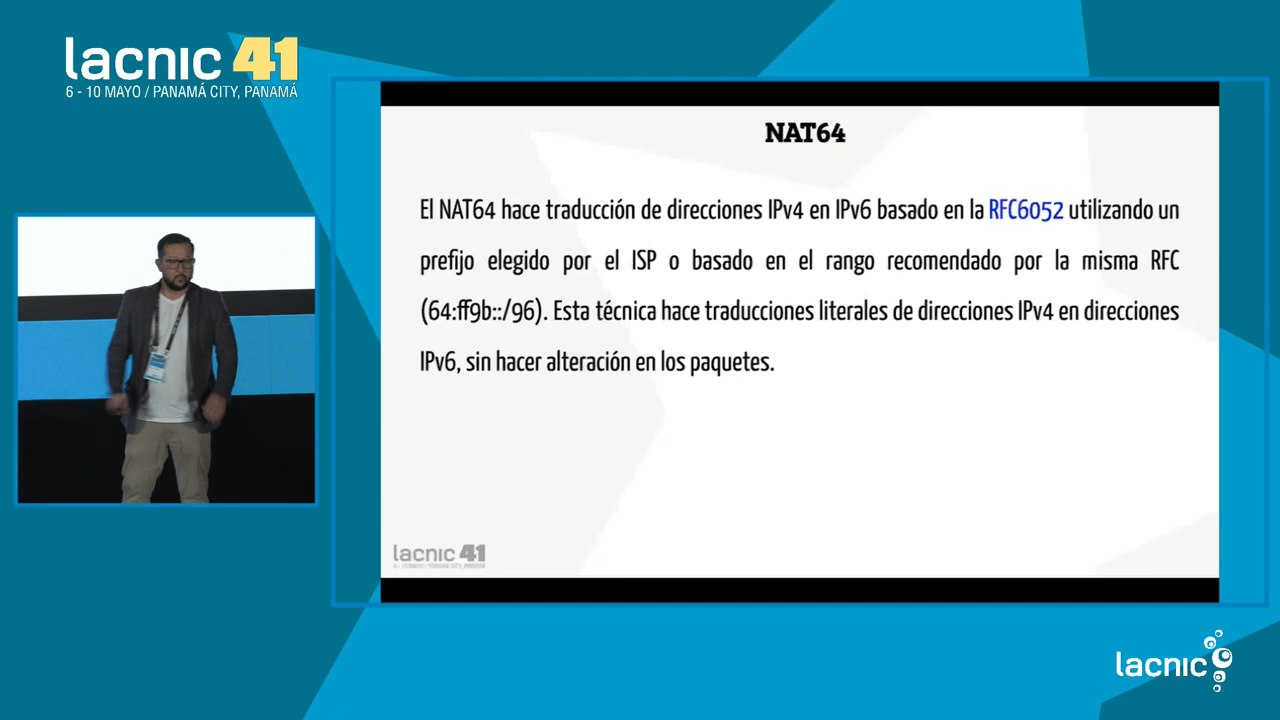 lacnic 41
6 - 10 MAYO / PANAMÁ CITY, PANAMÁ
NAT64
El NAT64 hace traducción de direcciones IPv4 en IPv6 basado en la RFC6052 utilizando un
prefijo elegido por el ISP o basado en el rango recomendado por la misma RFC
(64:ff9b::/96). Esta técnica hace traducciones literales de direcciones IPv4 en direcciones
IPv6, sin hacer alteración en los paquetes.
lacnic 41
lacnic